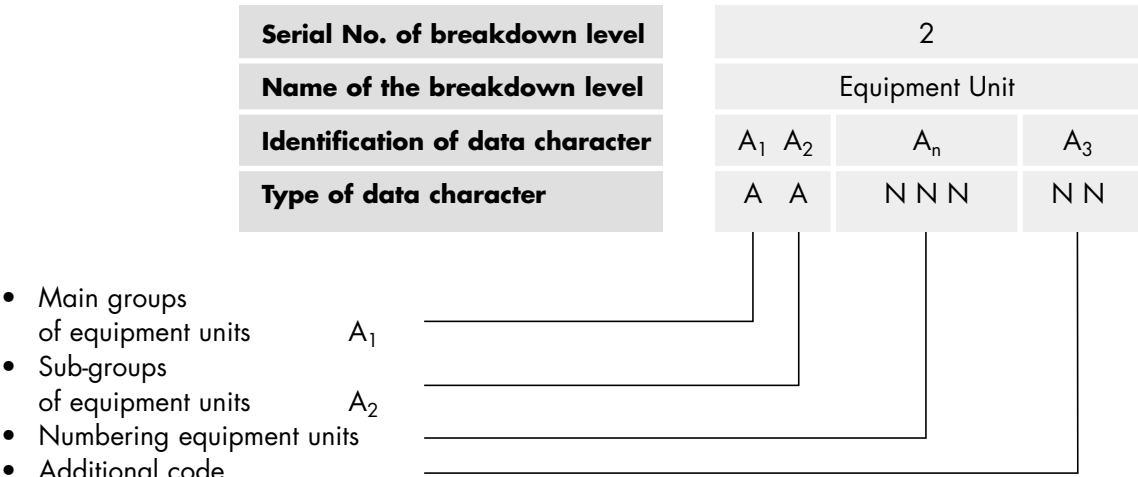 Serial No. of breakdown level 2
Name of the breakdown level Equipment Unit
Identification of data character A₁ A₂ Aₙ A₃
Type of data character A A N N N N N
• Main groups
of equipment units A₁
• Sub-groups
of equipment units A₂
• Numbering equipment units
• Additional code